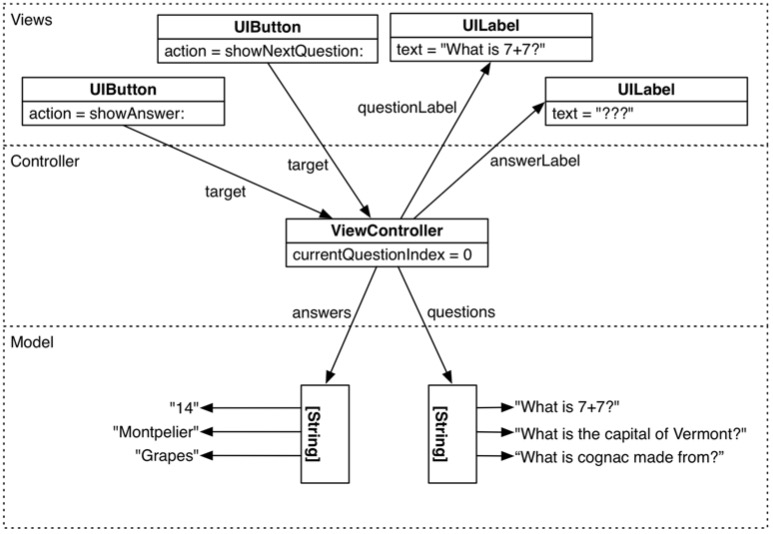 Views
UIButton
action = showNextQuestion:
UILabel
text = "What is 7+7?"
UIButton
action = showAnswer:
UILabel
text = "???"
questionLabel
Controller
target
answerLabel
target
ViewController
currentQuestionIndex = 0
answers
questions
Model
[String]
[String]
"14"
"What is 7+7?"
"Montpelier"
"What is the capital of Vermont?"
"Grapes"
“What is cognac made from?”